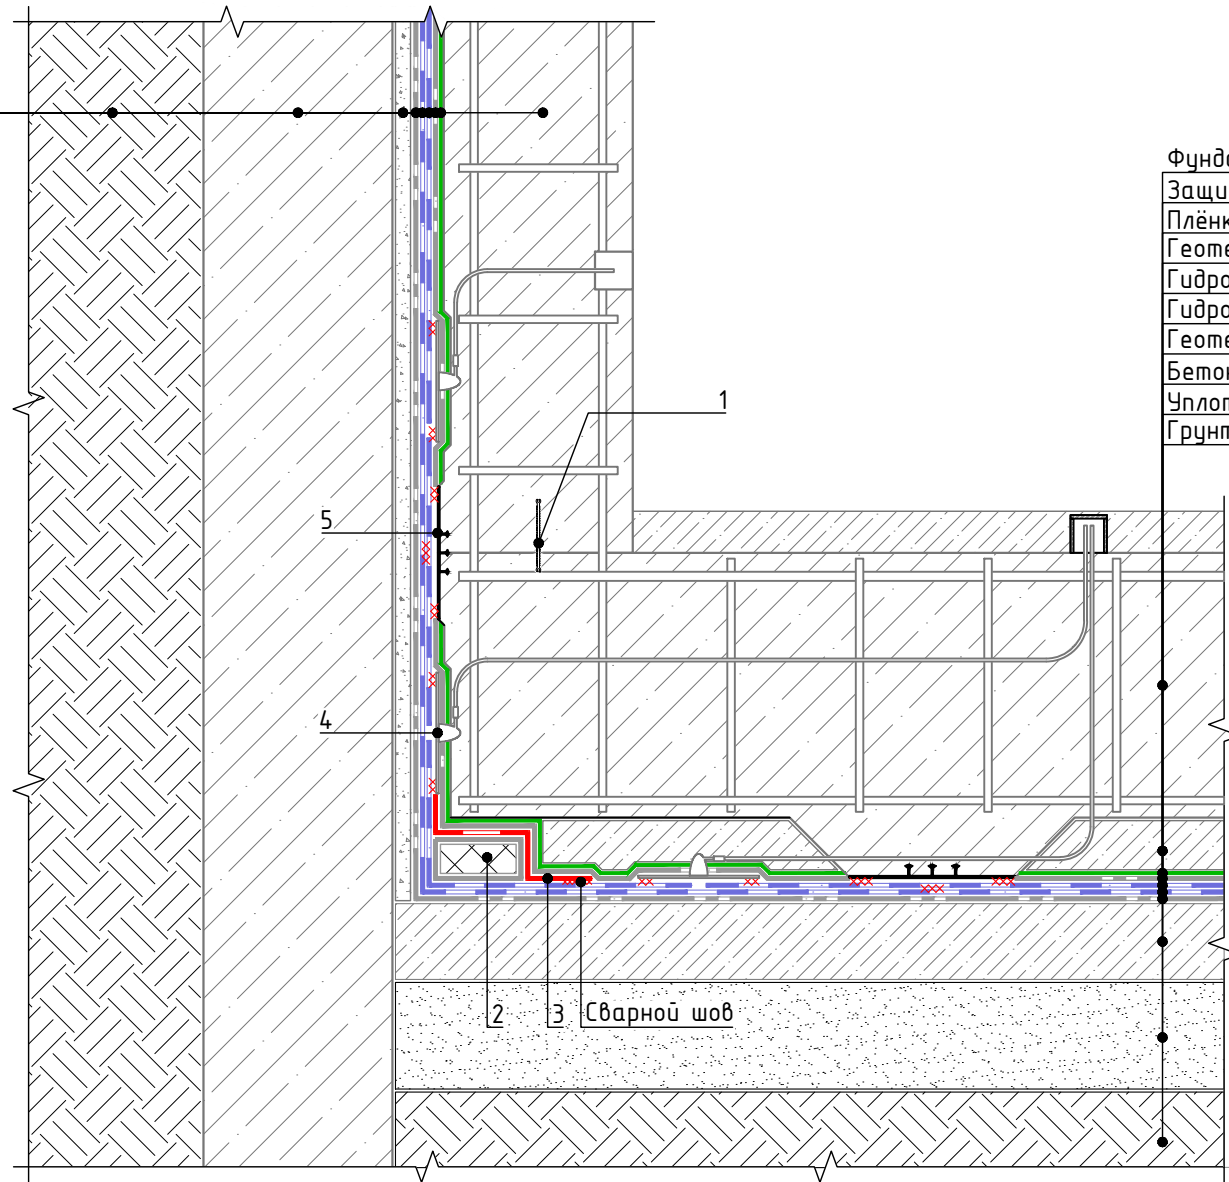 Фунда
Защи
Плёнк
Геоте
Гидро
Гидро
Геоте
Бетон
Уплот
Грунт
1
5
4
2
3
Сварной шов